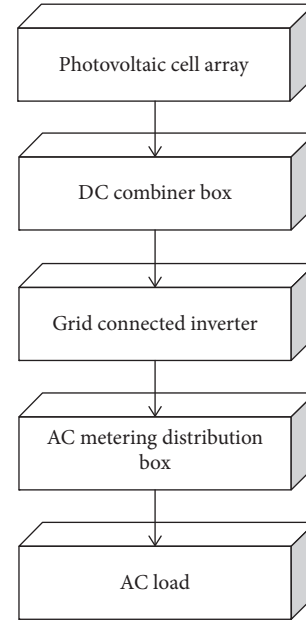 Photovoltaic cell array
DC combiner box
Grid connected inverter
AC metering distribution
box
AC load